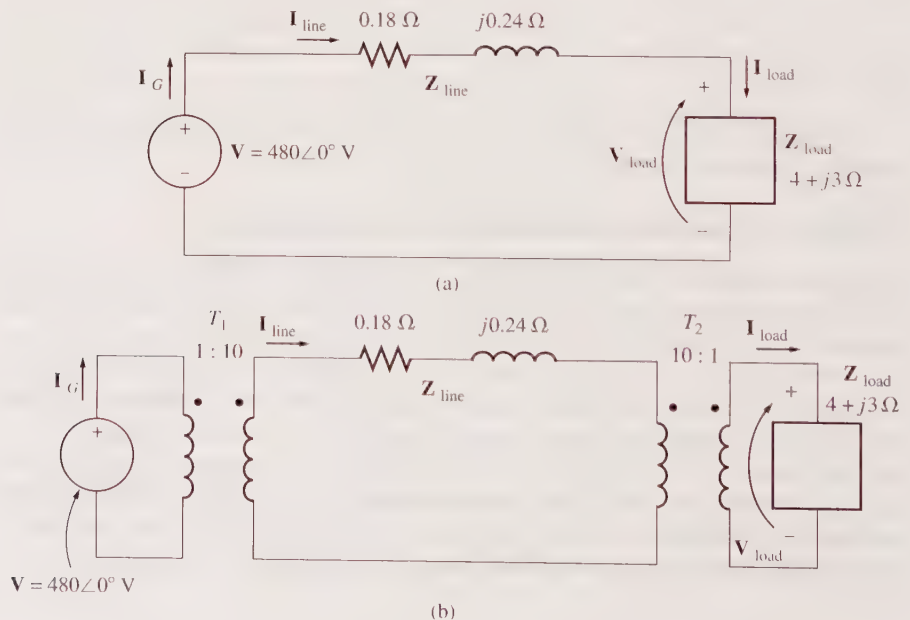 I line
0.18 Ω
j0.24 Ω
I G
Z line
I load
+
V = 480∠0° V
−
+
V load
−
Z load
4 + j3 Ω
(a)
T1
1 : 10
I line
0.18 Ω
j0.24 Ω
T2
10 : 1
I load
I G
Z line
Z load
4 + j3 Ω
+
+
−
V load
V = 480∠0° V
(b)